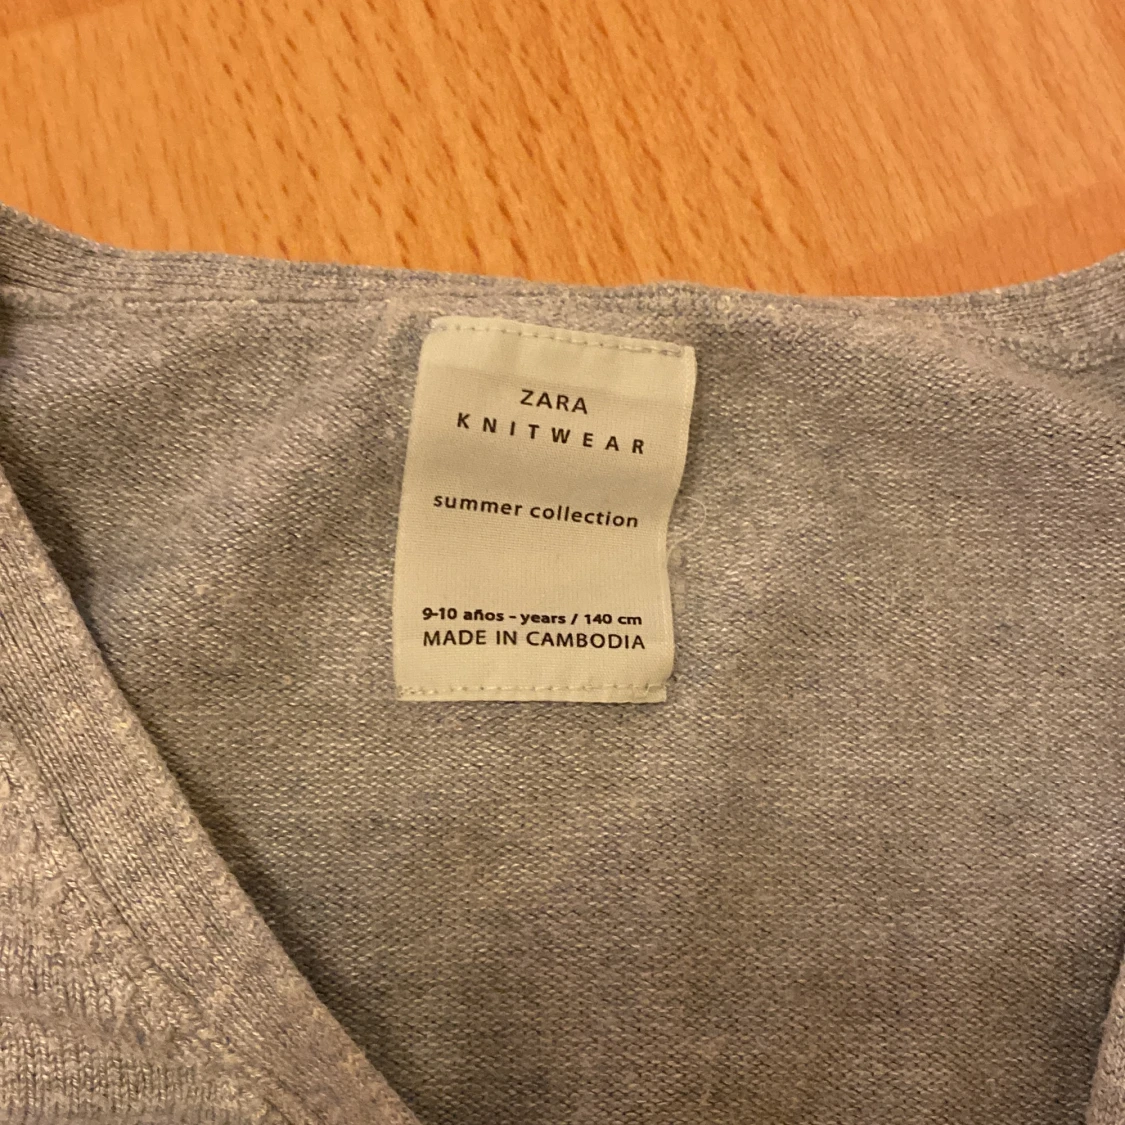 ZARA
KNITWEAR
summer collection
9-10 años - years / 140 cm
MADE IN CAMBODIA